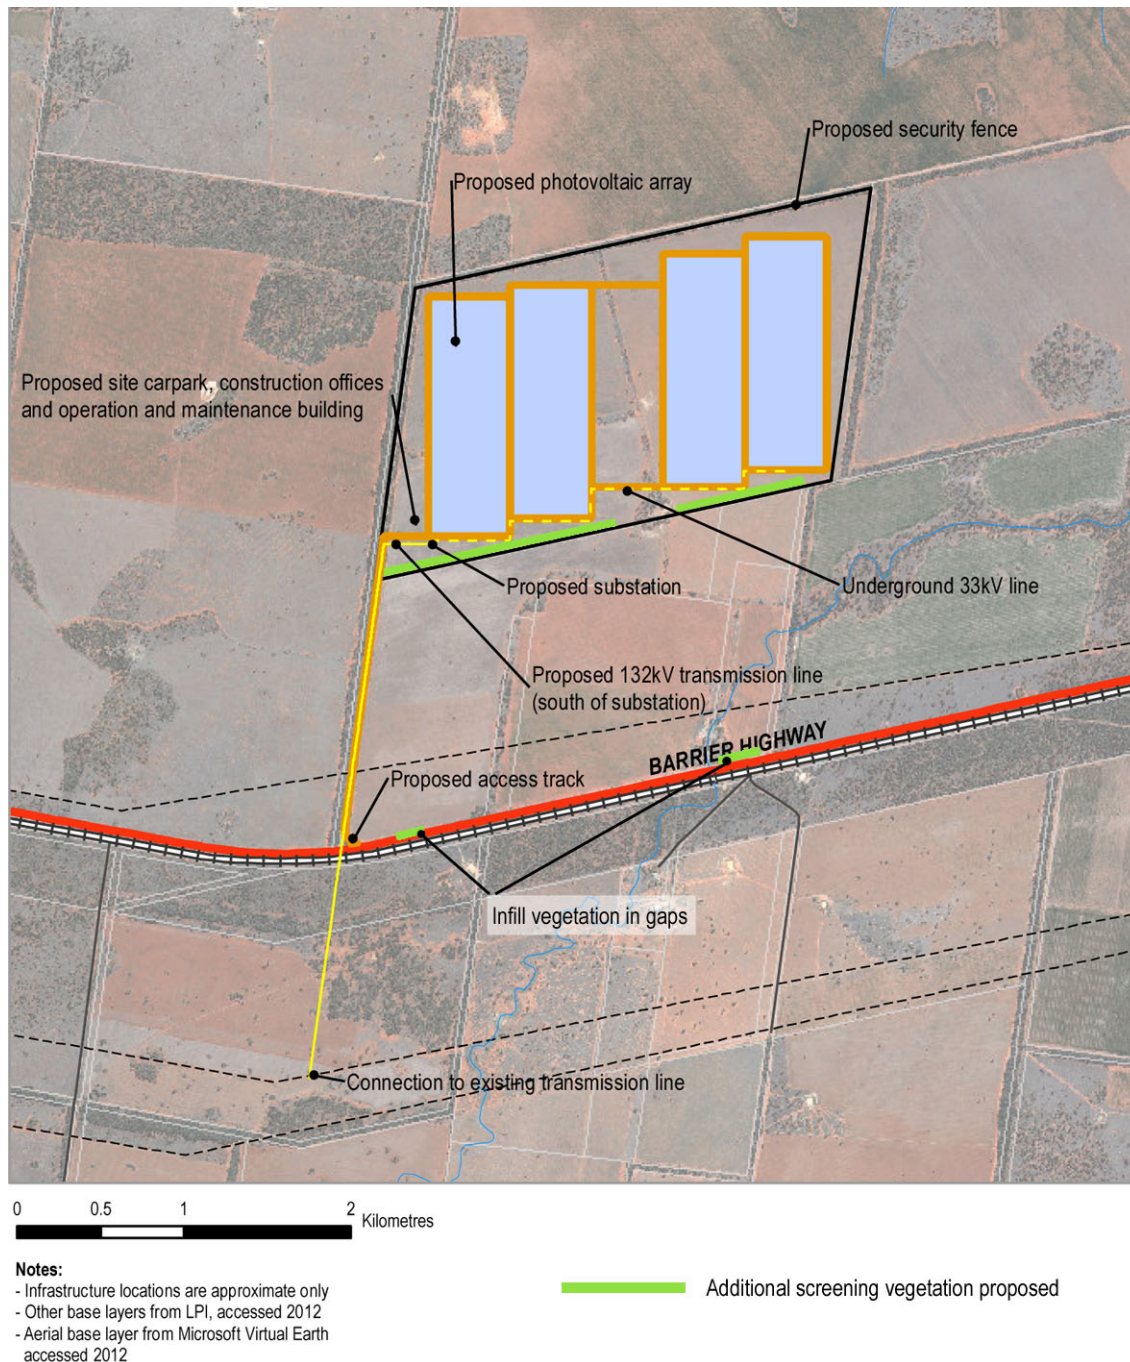 Proposed security fence
Proposed photovoltaic array
Proposed site carpark, construction offices
and operation and maintenance building
Proposed substation
Underground 33kV line
Proposed 132kV transmission line
(south of substation)
BARRIER HIGHWAY
Proposed access track
Infill vegetation in gaps
Connection to existing transmission line
0 0.5 1 2 Kilometres
Notes:
- Infrastructure locations are approximate only
- Other base layers from LPI, accessed 2012
- Aerial base layer from Microsoft Virtual Earth
accessed 2012
Additional screening vegetation proposed